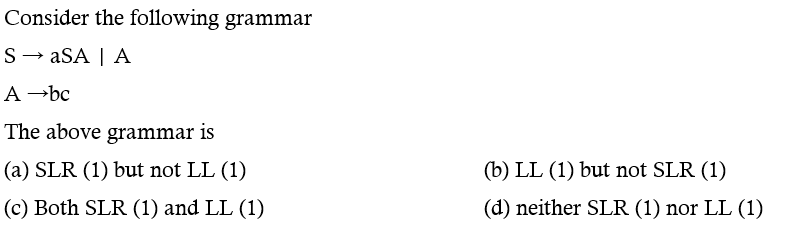 Consider the following grammar
S → aSA | A
A →bc
The above grammar is
(a) SLR (1) but not LL (1) (b) LL (1) but not SLR (1)
(c) Both SLR (1) and LL (1) (d) neither SLR (1) nor LL (1)